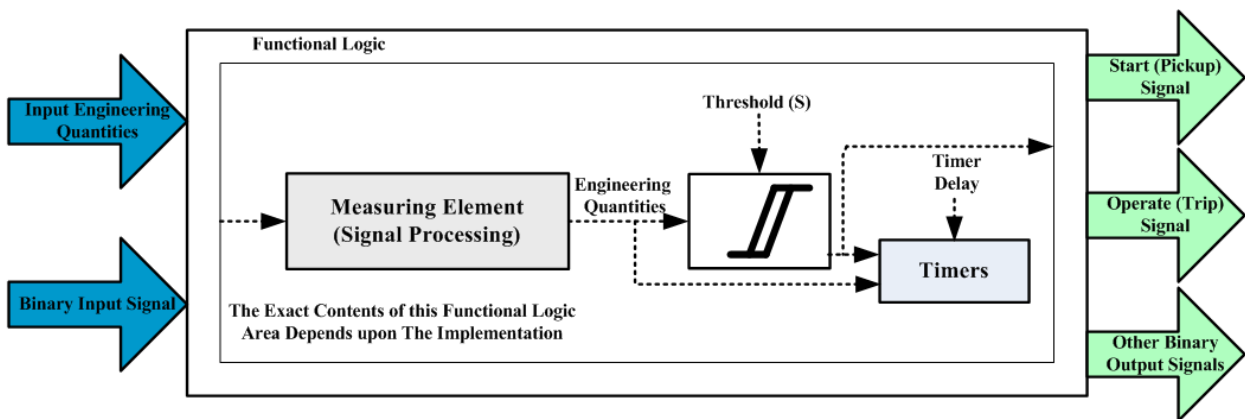 Functional Logic
Input Engineering
Quantities
Binary Input Signal
Threshold (S)
Engineering
Quantities
Measuring Element
(Signal Processing)
Timer
Delay
Timers
The Exact Contents of this Functional Logic
Area Depends upon The Implementation
Start (Pickup)
Signal
Operate (Trip)
Signal
Other Binary
Output Signals